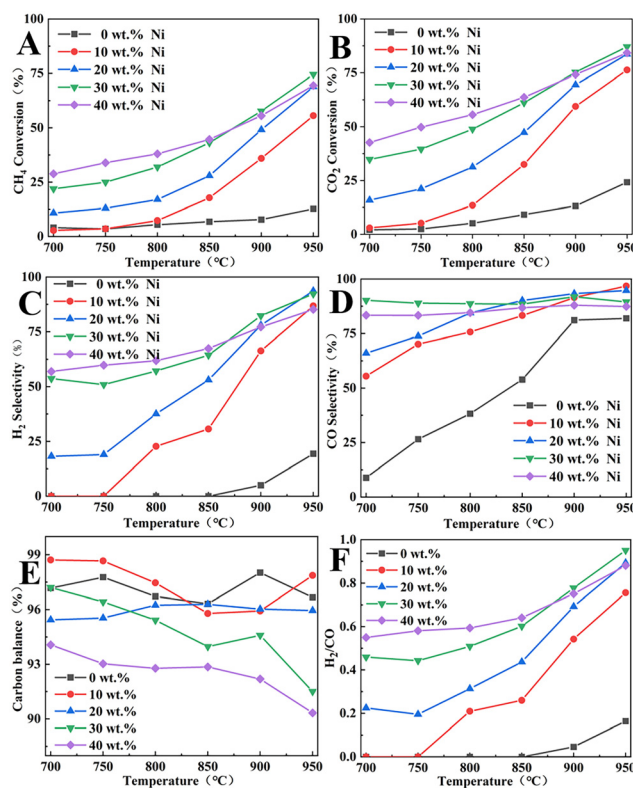 A
0 wt.% Ni
10 wt.% Ni
20 wt.% Ni
30 wt.% Ni
40 wt.% Ni
CH4 Conversion (%)
100
75
50
25
0
700 750 800 850 900 950
Temperature (℃)
B
0 wt.% Ni
10 wt.% Ni
20 wt.% Ni
30 wt.% Ni
40 wt.% Ni
CO2 Conversion (%)
100
75
50
25
0
700 750 800 850 900 950
Temperature (℃)
C
0 wt.% Ni
10 wt.% Ni
20 wt.% Ni
30 wt.% Ni
40 wt.% Ni
H2 Selectivity (%)
100
75
50
25
0
700 750 800 850 900 950
Temperature (℃)
D
0 wt.% Ni
10 wt.% Ni
20 wt.% Ni
30 wt.% Ni
40 wt.% Ni
CO Selectivity (%)
100
75
50
25
0
700 750 800 850 900 950
Temperature (℃)
E
0 wt.%
10 wt.%
20 wt.%
30 wt.%
40 wt.%
Carbon balance (%)
99
96
93
90
700 750 800 850 900 950
Temperature (℃)
F
0 wt.%
10 wt.%
20 wt.%
30 wt.%
40 wt.%
H2/CO
1.0
0.8
0.6
0.4
0.2
0.0
700 750 800 850 900 950
Temperature (℃)